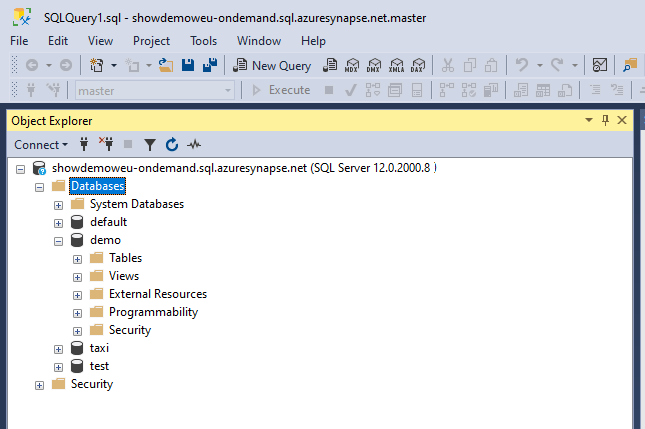 SQLQuery1.sql - showdemoweu-ondemand.sql.azuresynapse.net.master
File Edit View Project Tools Window Help
New Query MDX DMX XMLA DAX
master Execute
Object Explorer
Connect
showdemoweu-ondemand.sql.azuresynapse.net (SQL Server 12.0.2000.8 )
Databases
System Databases
default
demo
Tables
Views
External Resources
Programmability
Security
taxi
test
Security